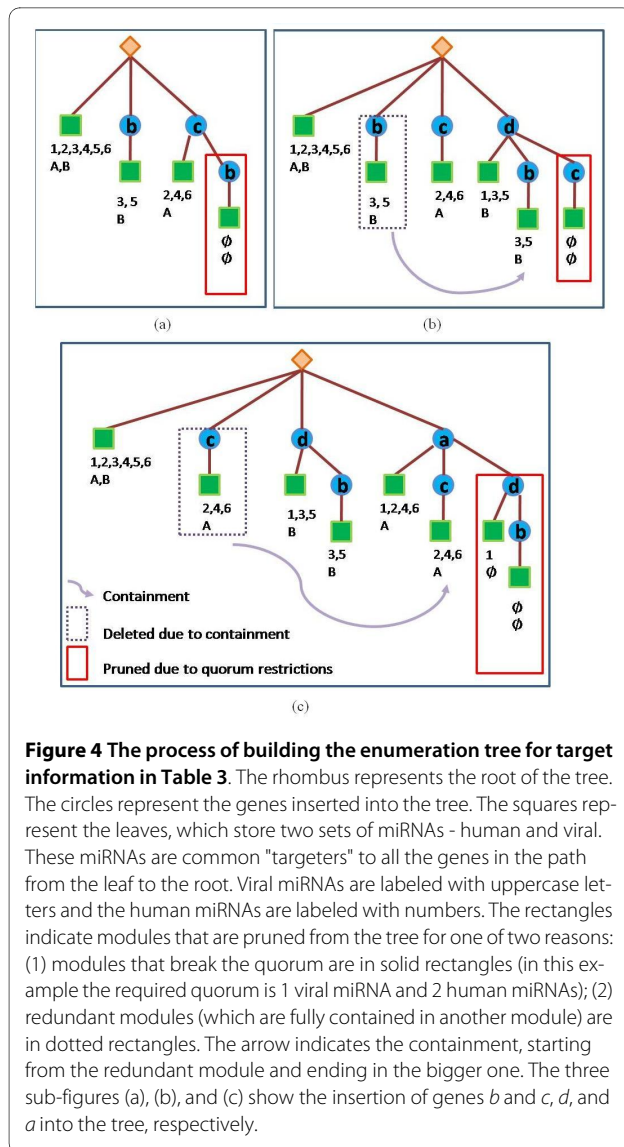 b
c
1,2,3,4,5,6
A,B
b
3, 5
B
2,4,6
A
∅
∅
(a)
b
c
d
1,2,3,4,5,6
A,B
3, 5
B
2,4,6
A
1,3,5
B
b
c
3,5
B
∅
∅
(b)
c
d
a
1,2,3,4,5,6
A,B
2,4,6
A
1,3,5
B
b
3,5
B
1,2,4,6
A
c
2,4,6
A
d
1
∅
b
∅
∅
Containment
Deleted due to containment
Pruned due to quorum restrictions
(c)
Figure 4 The process of building the enumeration tree for target
information in Table 3. The rhombus represents the root of the tree.
The circles represent the genes inserted into the tree. The squares rep-
resent the leaves, which store two sets of miRNAs - human and viral.
These miRNAs are common "targeters" to all the genes in the path
from the leaf to the root. Viral miRNAs are labeled with uppercase let-
ters and the human miRNAs are labeled with numbers. The rectangles
indicate modules that are pruned from the tree for one of two reasons:
(1) modules that break the quorum are in solid rectangles (in this ex-
ample the required quorum is 1 viral miRNA and 2 human miRNAs); (2)
redundant modules (which are fully contained in another module) are
in dotted rectangles. The arrow indicates the containment, starting
from the redundant module and ending in the bigger one. The three
sub-figures (a), (b), and (c) show the insertion of genes b and c, d, and
a into the tree, respectively.